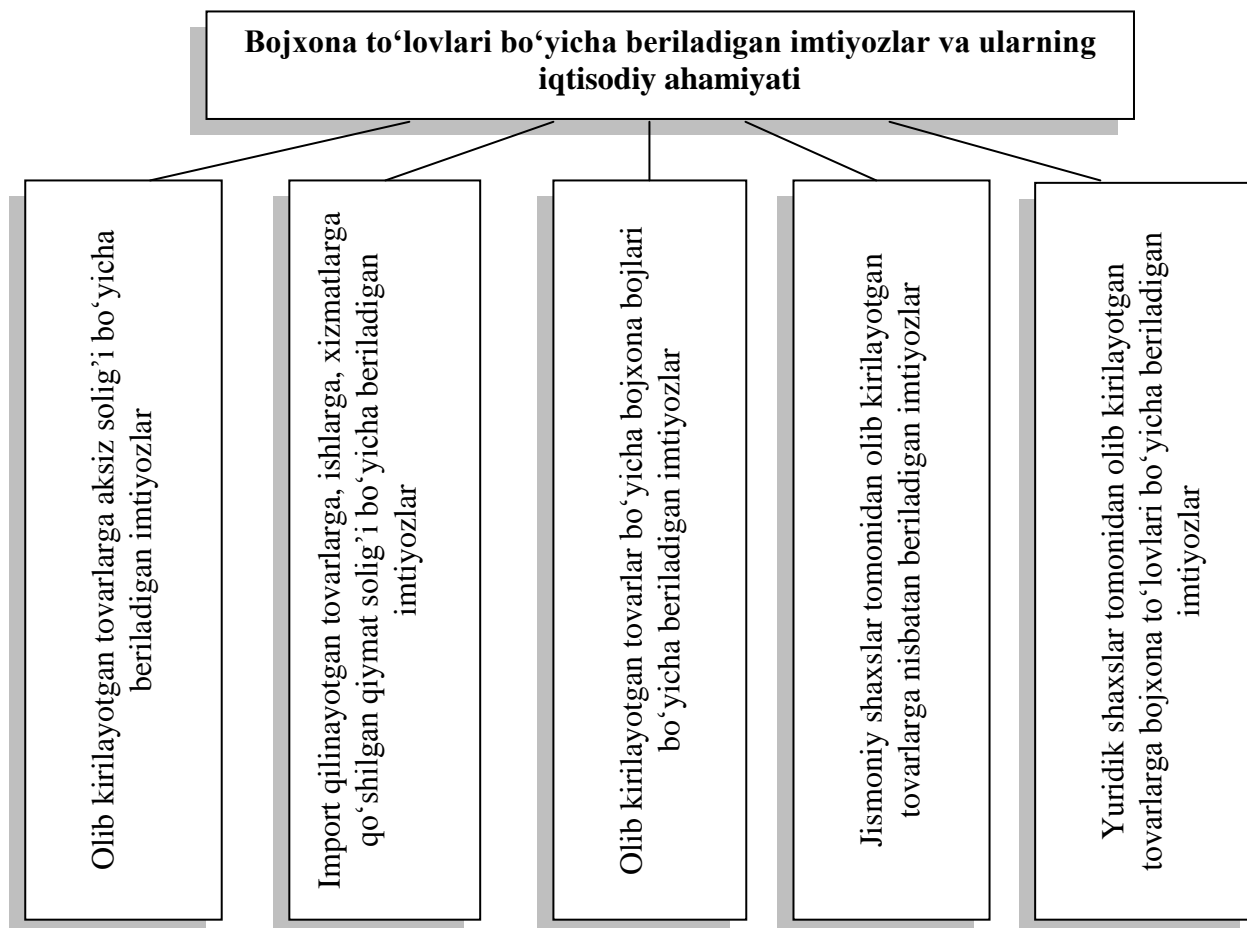 Bojxona to‘lovlari bo‘yicha beriladigan imtiyozlar va ularning
iqtisodiy ahamiyati
Olib kirilayotgan tovarlarga aksiz solig’i bo‘yicha
beriladigan imtiyozlar
Import qilinayotgan tovarlarga, ishlarga, xizmatlarga
qo‘shilgan qiymat solig’i bo‘yicha beriladigan
imtiyozlar
Olib kirilayotgan tovarlar bo‘yicha bojxona bojlari
bo‘yicha beriladigan imtiyozlar
Jismoniy shaxslar tomonidan olib kirilayotgan
tovarlarga nisbatan beriladigan imtiyozlar
Yuridik shaxslar tomonidan olib kirilayotgan
tovarlarga bojxona to‘lovlari bo‘yicha beriladigan
imtiyozlar